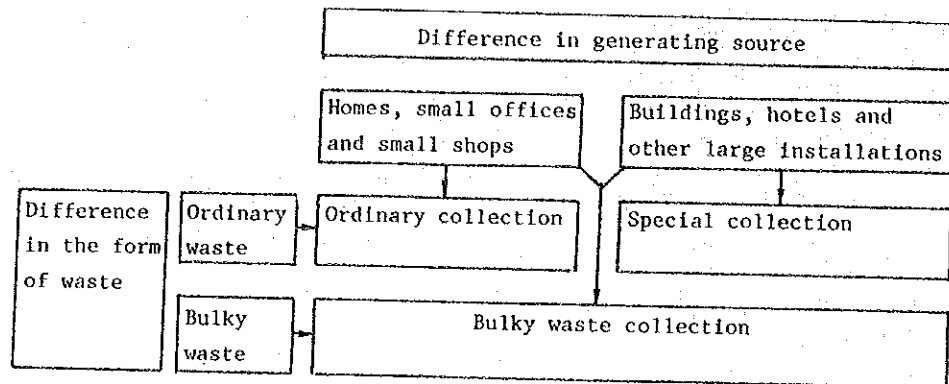 Difference in generating source
Homes, small offices
and small shops
Buildings, hotels and
other large installations
Difference
in the form
of waste
Ordinary
waste
Ordinary collection
Special collection
Bulky
waste
Bulky waste collection